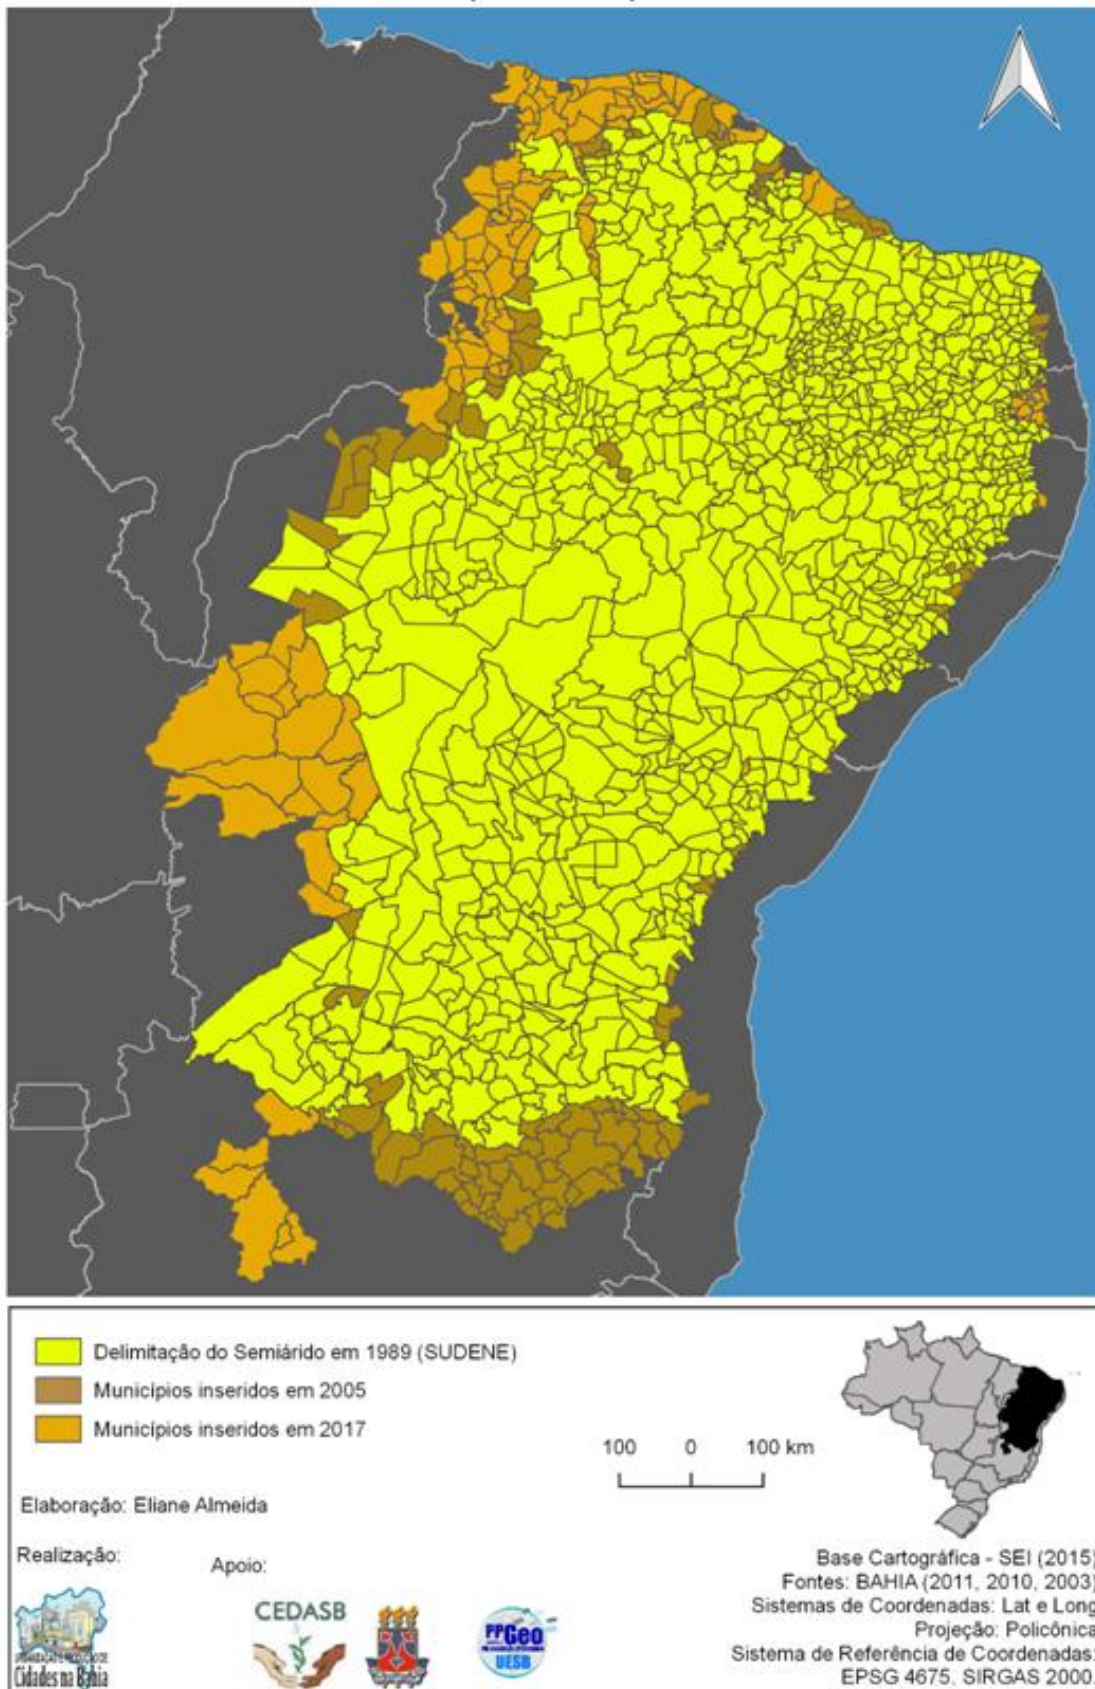 Delimitação do Semiárido em 1989 (SUDENE)
Municípios inseridos em 2005
Municípios inseridos em 2017
100 0 100 km
Elaboração: Eliane Almeida
Realização:
Apoio:
Cidades na Bahia
CEDASB
PPGeo
UESB
Base Cartográfica - SEI (2015)
Fontes: BAHIA (2011, 2010, 2003)
Sistemas de Coordenadas: Lat e Long
Projeção: Policônica
Sistema de Referência de Coordenadas:
EPSG 4675, SIRGAS 2000.